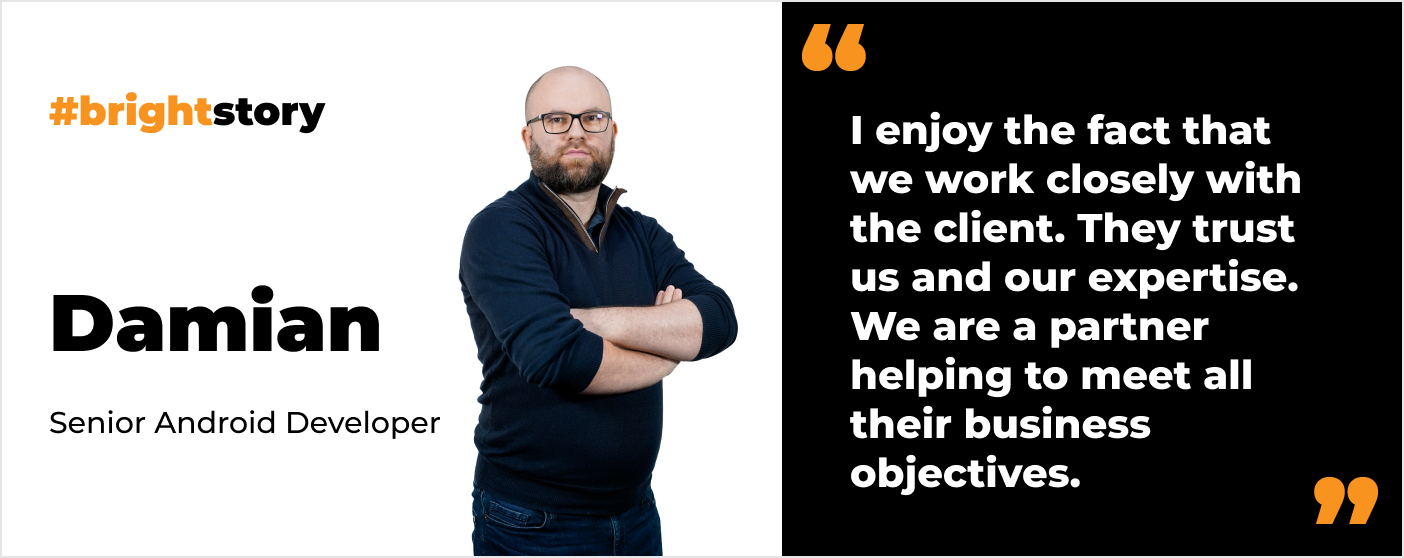 #brightstory
Damian
Senior Android Developer
“
I enjoy the fact that
we work closely with
the client. They trust
us and our expertise.
We are a partner
helping to meet all
their business
objectives.
”